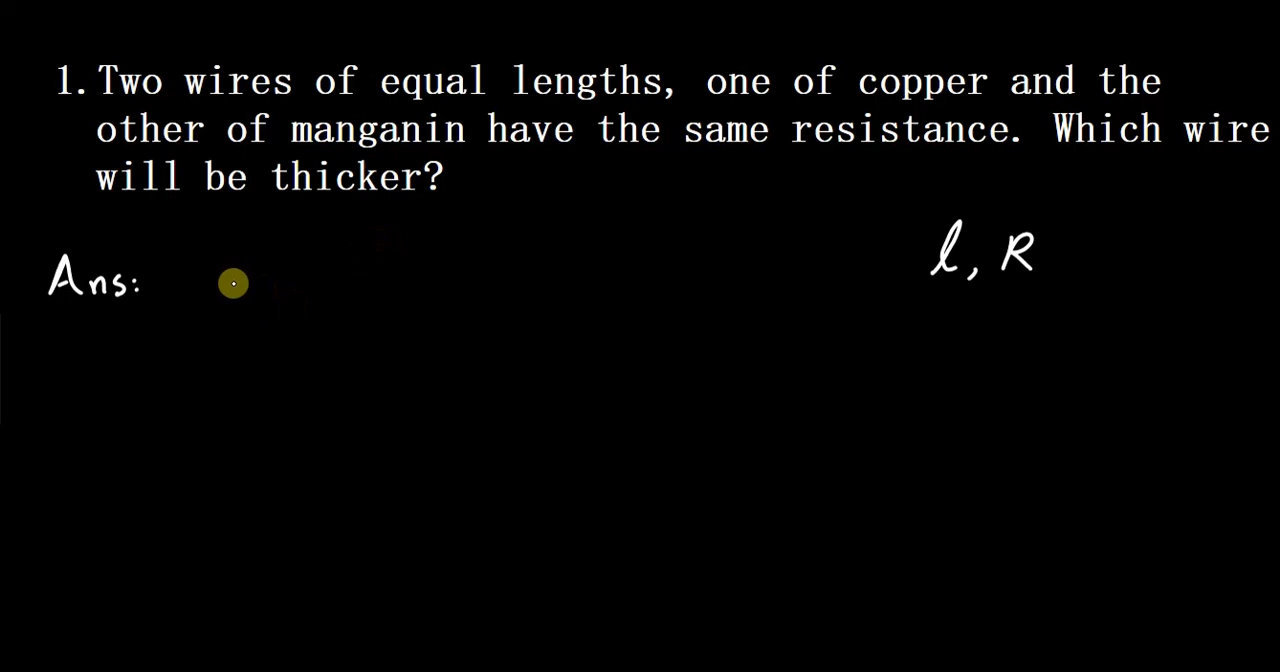 1. Two wires of equal lengths, one of copper and the
other of manganin have the same resistance. Which wire
will be thicker?
l, R
Ans: